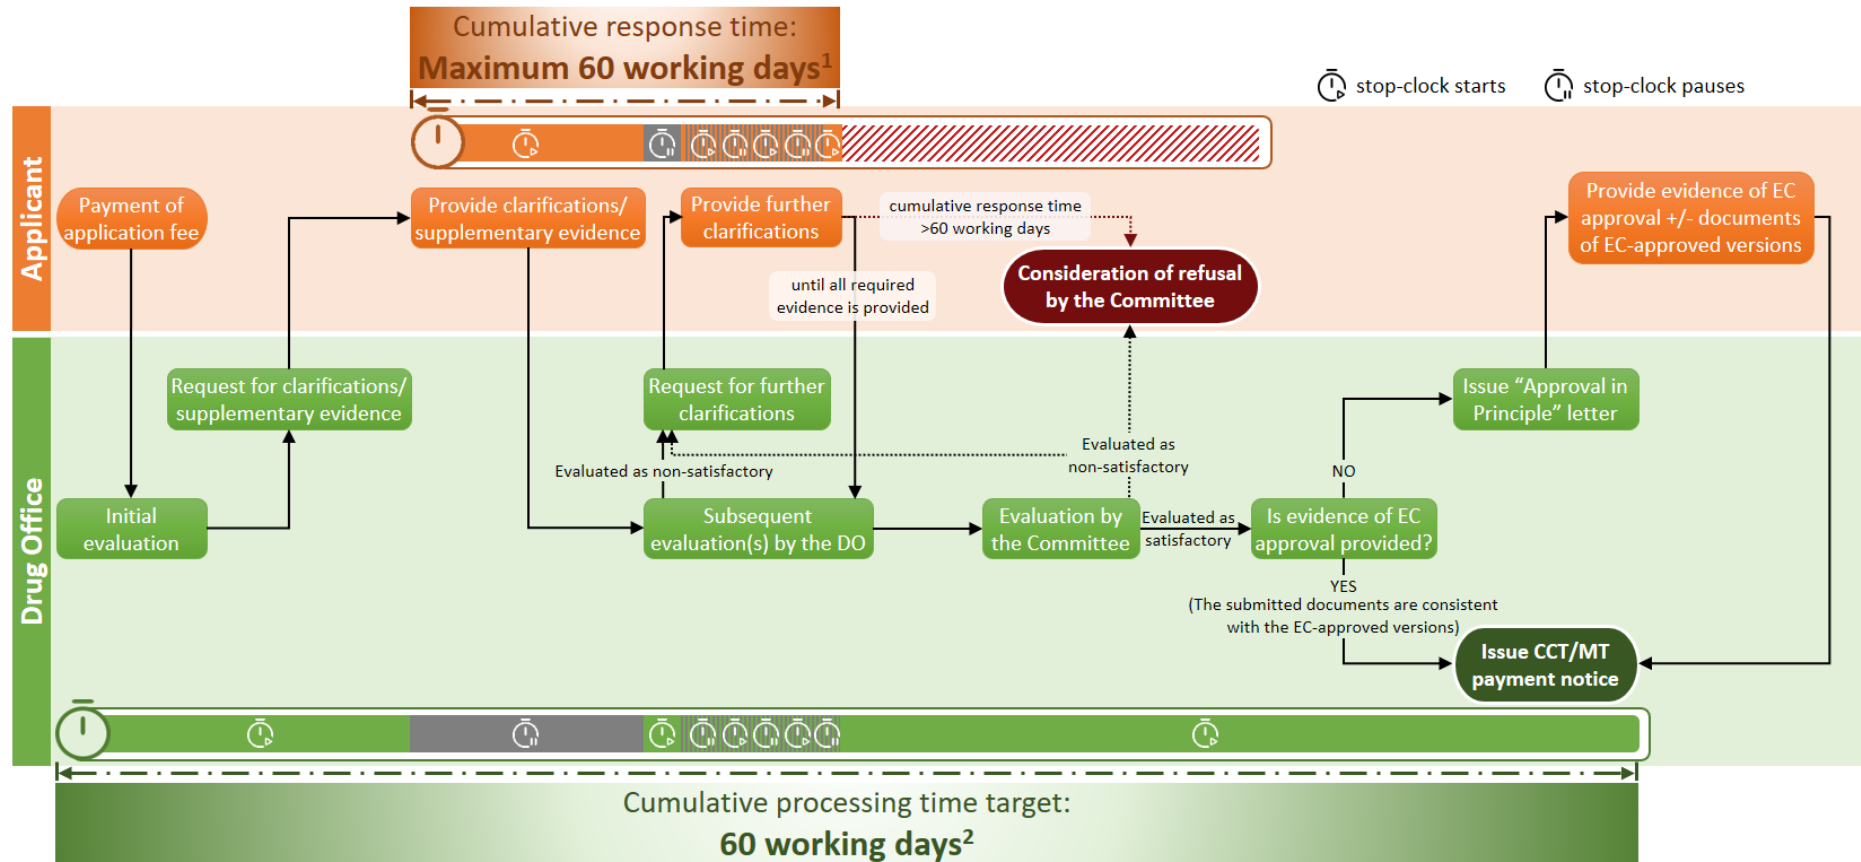 Cumulative response time:
Maximum 60 working days¹
stop-clock starts
stop-clock pauses
Applicant
Payment of
application fee
Provide clarifications/
supplementary evidence
Provide further
clarifications
cumulative response time
>60 working days
Consideration of refusal
by the Committee
until all required
evidence is provided
Provide evidence of EC
approval +/- documents
of EC-approved versions
Drug Office
Request for clarifications/
supplementary evidence
Request for further
clarifications
Issue “Approval in
Principle” letter
Evaluated as non-satisfactory
Evaluated as
non-satisfactory
NO
Initial
evaluation
Subsequent
evaluation(s) by the DO
Evaluation by
the Committee
Evaluated as
satisfactory
Is evidence of EC
approval provided?
YES
(The submitted documents are consistent
with the EC-approved versions)
Issue CCT/MT
payment notice
Cumulative processing time target:
60 working days²